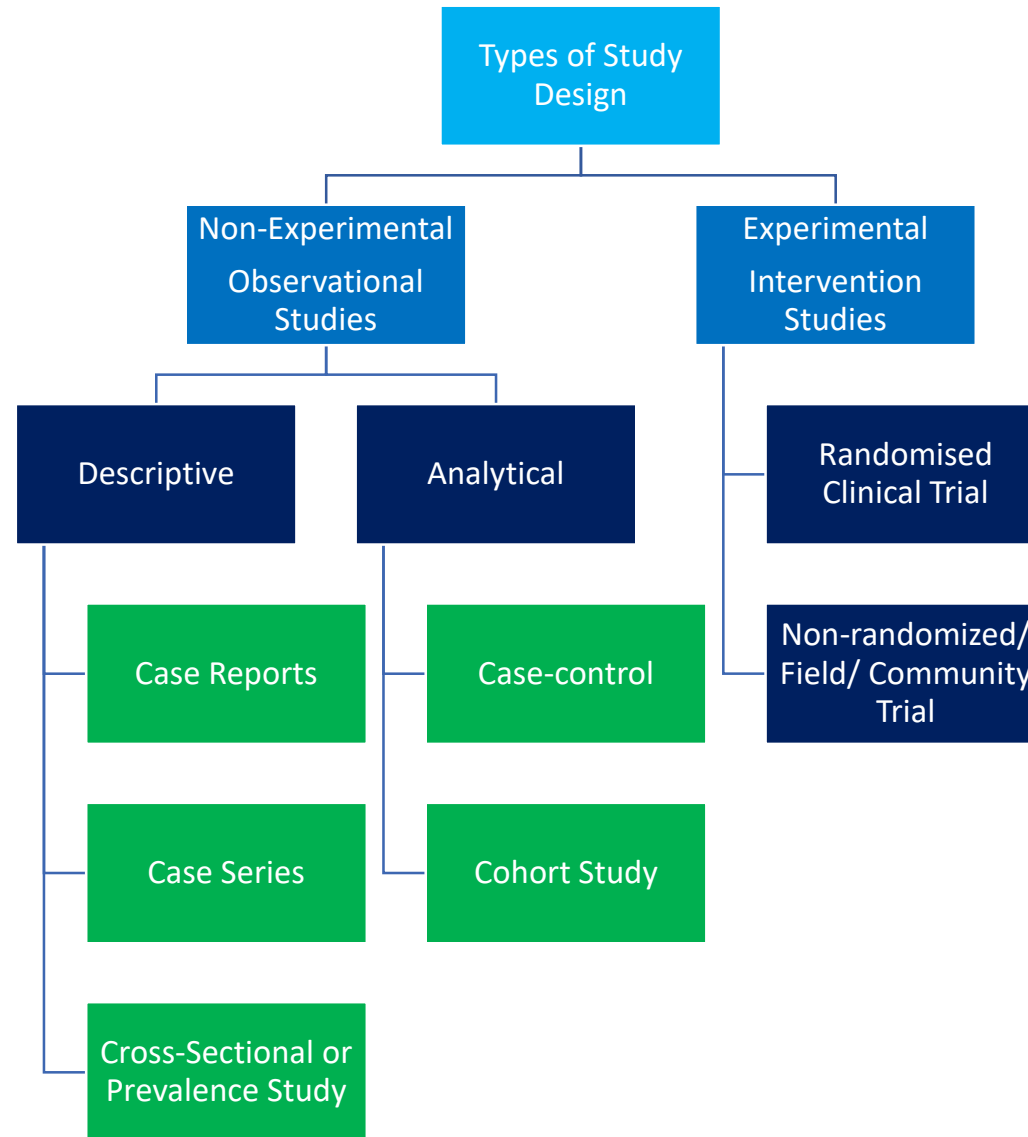 Types of Study
Design
Non-Experimental
Observational
Studies
Experimental
Intervention
Studies
Descriptive
Analytical
Randomised
Clinical Trial
Case Reports
Case-control
Non-randomized/
Field/ Community
Trial
Case Series
Cohort Study
Cross-Sectional or
Prevalence Study